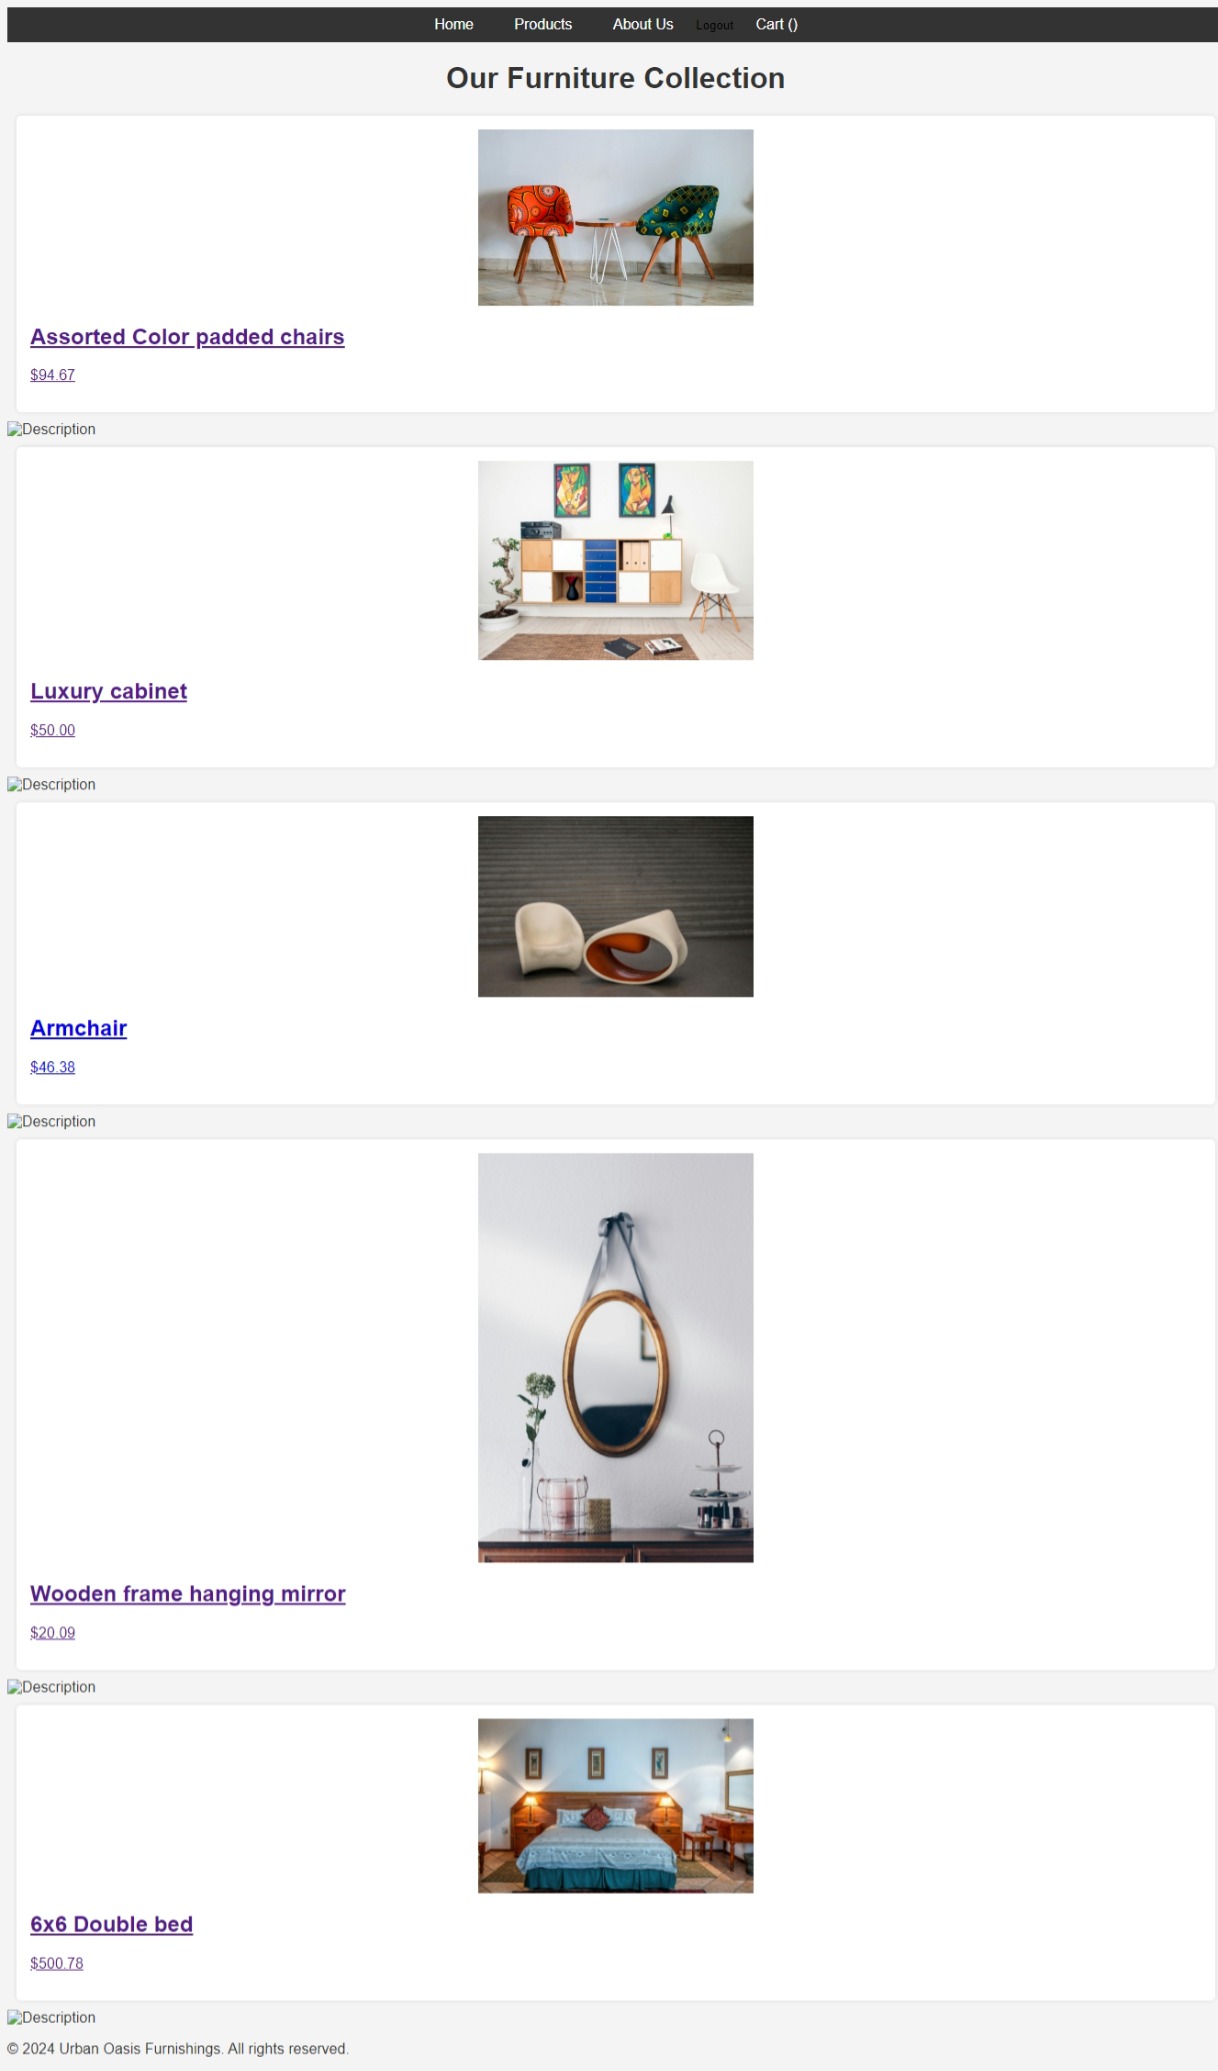 Home Products About Us Logout Cart ()
Our Furniture Collection
Assorted Color padded chairs
$94.67
Description
Luxury cabinet
$50.00
Description
Armchair
$46.38
Description
Wooden frame hanging mirror
$20.09
Description
6x6 Double bed
$500.78
Description
© 2024 Urban Oasis Furnishings. All rights reserved.